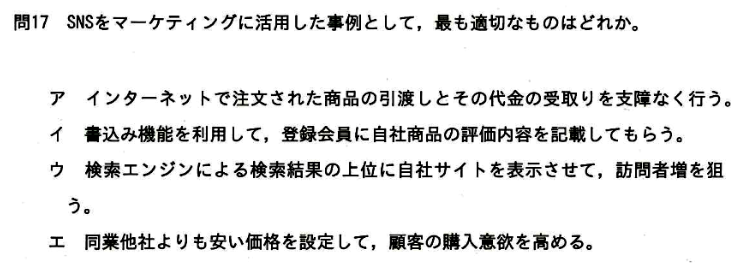 問17 SNSをマーケティングに活用した事例として，最も適切なものはどれか。
ア インターネットで注文された商品の引渡しとその代金の受取りを支障なく行う。
イ 書込み機能を利用して，登録会員に自社商品の評価内容を記載してもらう。
ウ 検索エンジンによる検索結果の上位に自社サイトを表示させて，訪問者増を狙
う。
エ 同業他社よりも安い価格を設定して，顧客の購入意欲を高める。